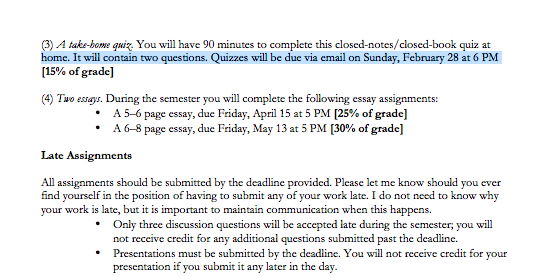 (3) A take-home quiz. You will have 90 minutes to complete this closed-notes/closed-book quiz at
home. It will contain two questions. Quizzes will be due via email on Sunday, February 28 at 6 PM
[15% of grade]
(4) Two essays. During the semester you will complete the following essay assignments:
• A 5–6 page essay, due Friday, April 15 at 5 PM [25% of grade]
• A 6–8 page essay, due Friday, May 13 at 5 PM [30% of grade]
Late Assignments
All assignments should be submitted by the deadline provided. Please let me know should you ever
find yourself in the position of having to submit any of your work late. I do not need to know why
your work is late, but it is important to maintain communication when this happens.
• Only three discussion questions will be accepted late during the semester; you will
not receive credit for any additional questions submitted past the deadline.
• Presentations must be submitted by the deadline. You will not receive credit for your
presentation if you submit it any later in the day.